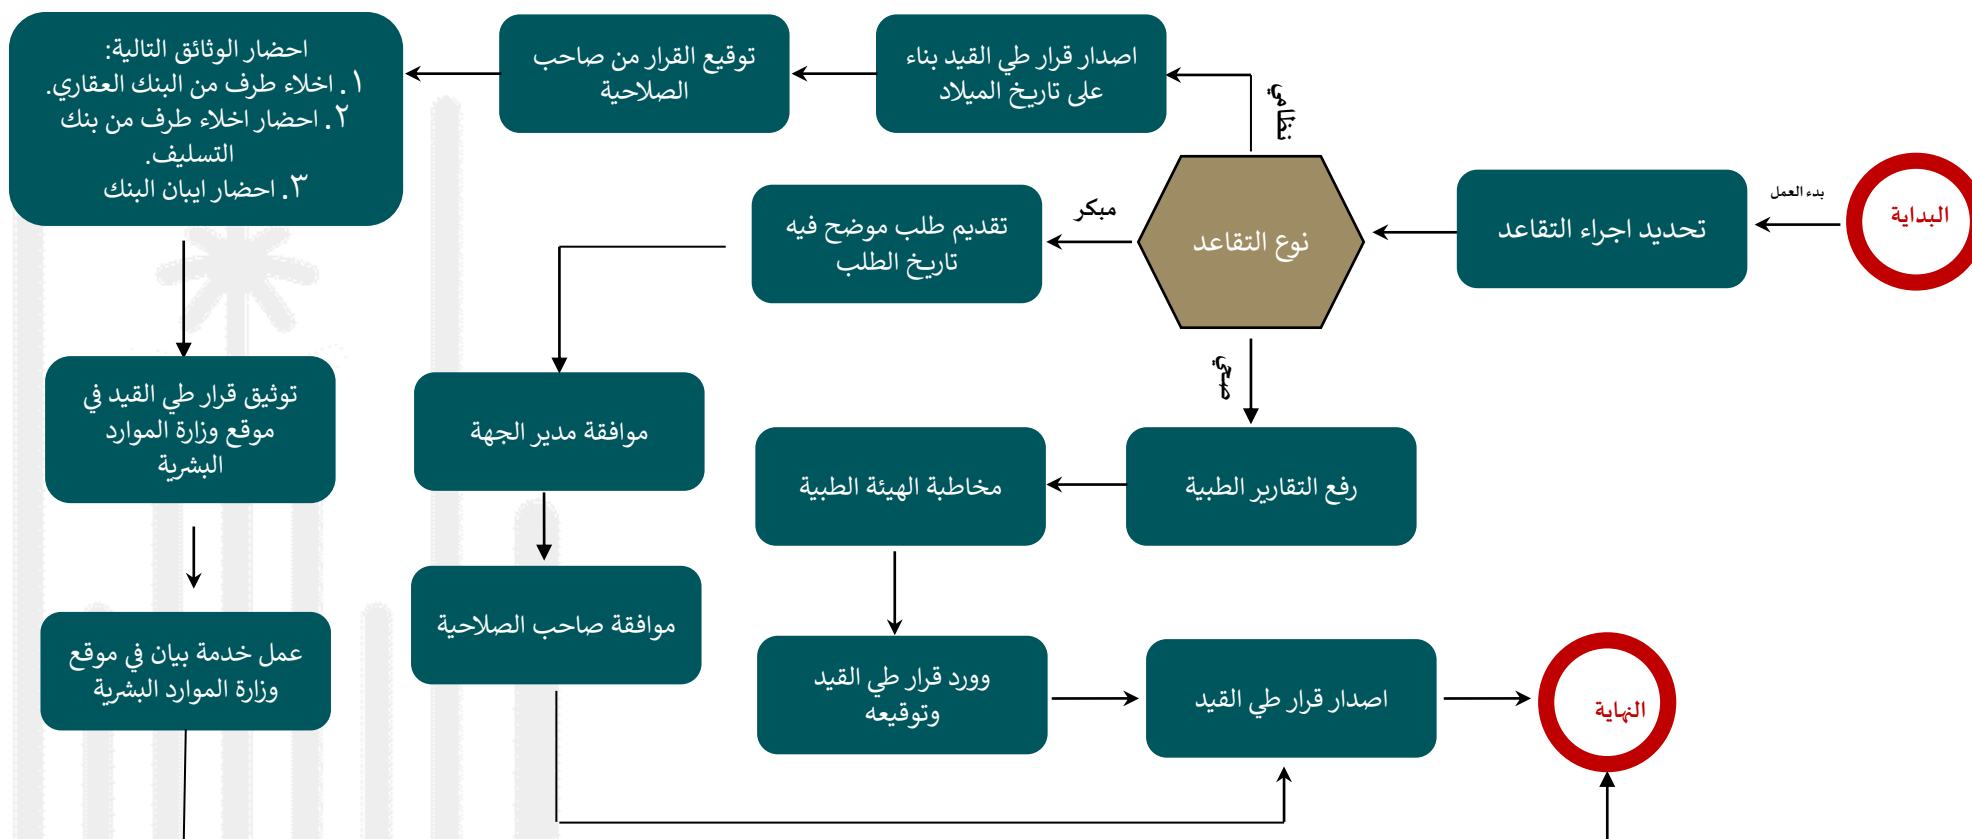 البداية
بدء العمل
تحديد اجراء التقاعد
نوع التقاعد
نظامي
اصدار قرار طي القيد بناء
على تاريخ الميلاد
توقيع القرار من صاحب
الصلاحية
احضار الوثائق التالية:
١. اخلاء طرف من البنك العقاري.
٢. احضار اخلاء طرف من بنك
التسليف.
٣. احضار ايبان البنك
توثيق قرار طي القيد في
موقع وزارة الموارد
البشرية
عمل خدمة بيان في موقع
وزارة الموارد البشرية
مبكر
تقديم طلب موضح فيه
تاريخ الطلب
موافقة مدير الجهة
موافقة صاحب الصلاحية
صحي
رفع التقارير الطبية
مخاطبة الهيئة الطبية
وورد قرار طي القيد
وتوقيعه
اصدار قرار طي القيد
النهاية